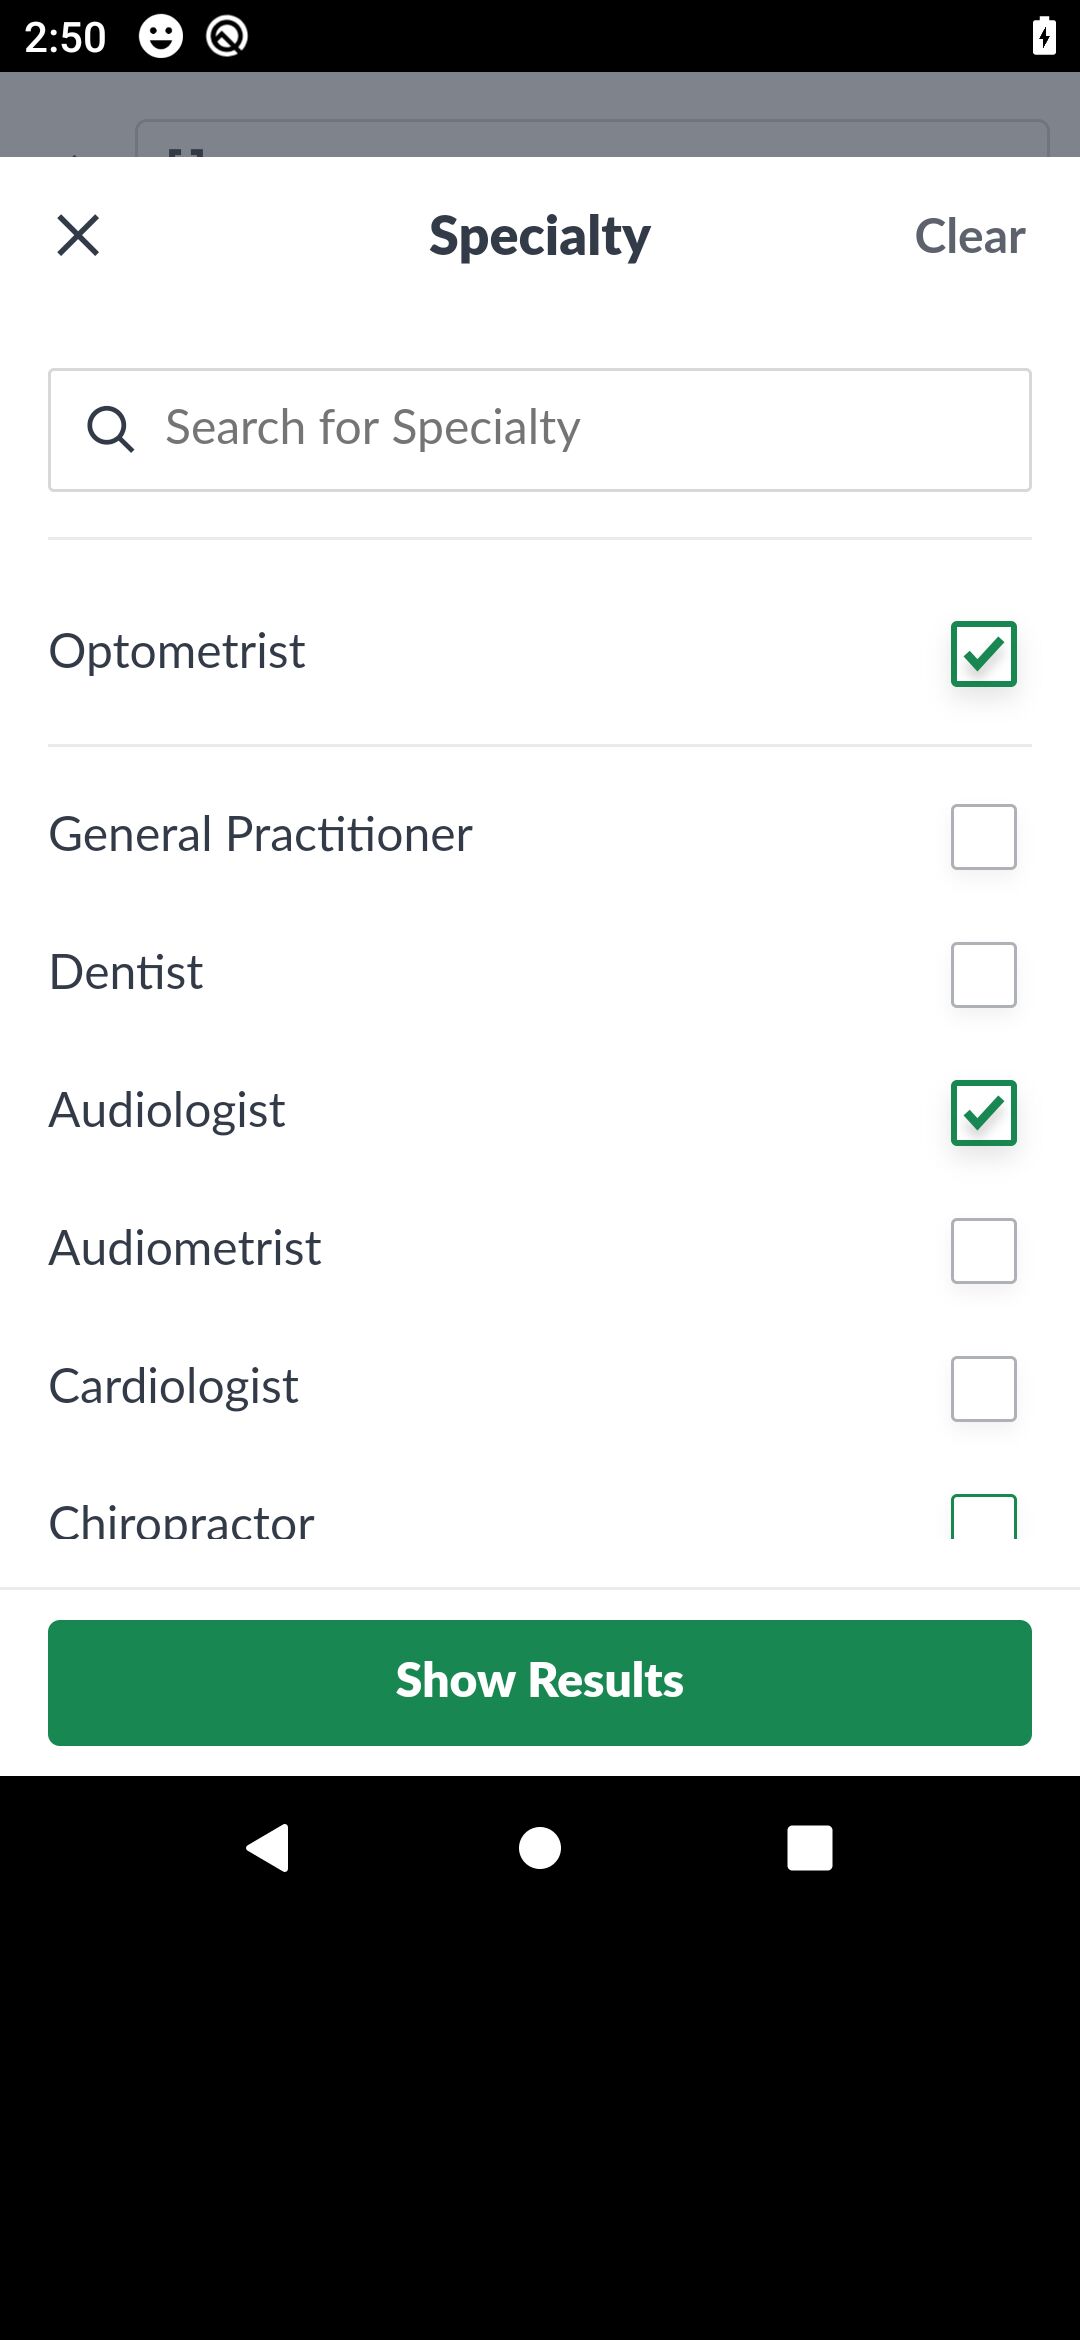 2:50
Specialty
Clear
Search for Specialty
Optometrist
General Practitioner
Dentist
Audiologist
Audiometrist
Cardiologist
Chiropractor
Show Results